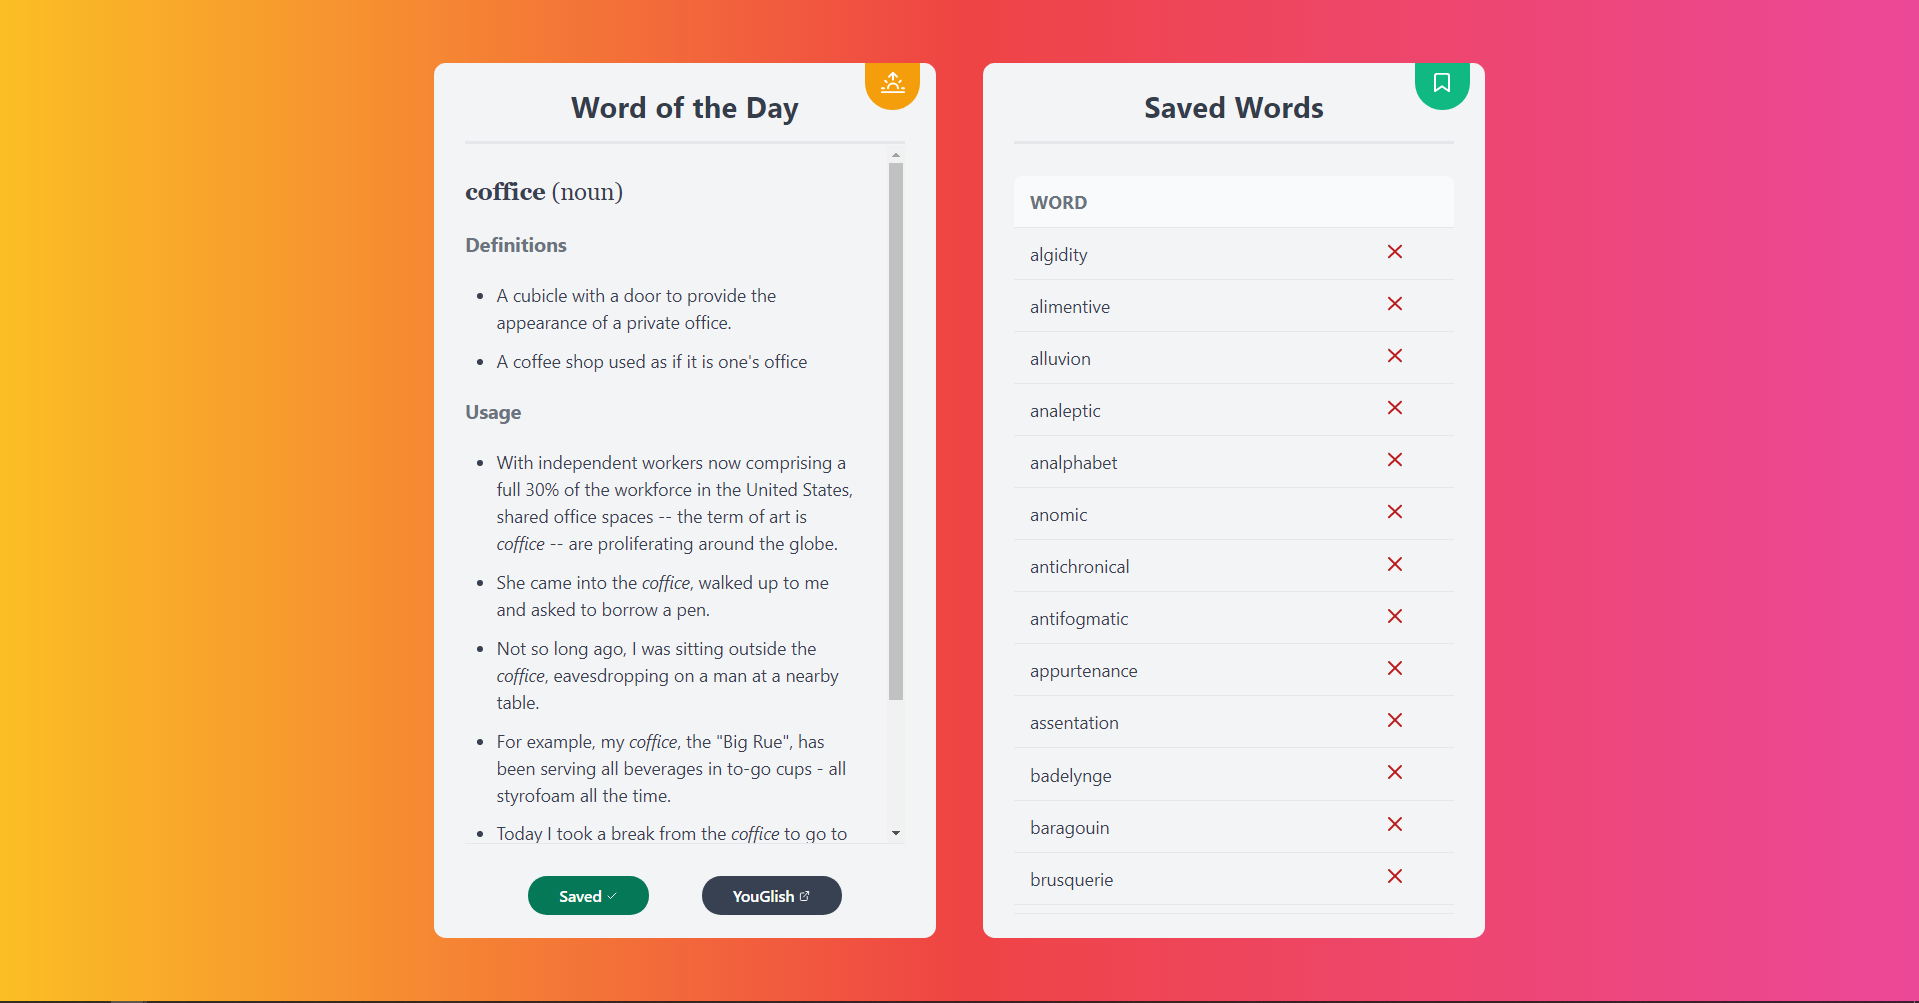 Word of the Day
coffice (noun)
Definitions
A cubicle with a door to provide the
appearance of a private office.
A coffee shop used as if it is one's office
Usage
With independent workers now comprising a
full 30% of the workforce in the United States,
shared office spaces -- the term of art is
coffice -- are proliferating around the globe.
She came into the coffice, walked up to me
and asked to borrow a pen.
Not so long ago, I was sitting outside the
coffice, eavesdropping on a man at a nearby
table.
For example, my coffice, the "Big Rue", has
been serving all beverages in to-go cups - all
styrofoam all the time.
Today I took a break from the coffice to go to
Saved
YouGlish
Saved Words
WORD
algidity
alimentive
alluvion
analeptic
analphabet
anomic
antichronical
antifogmatic
appurtenance
assentation
badelynge
baragouin
brusquerie